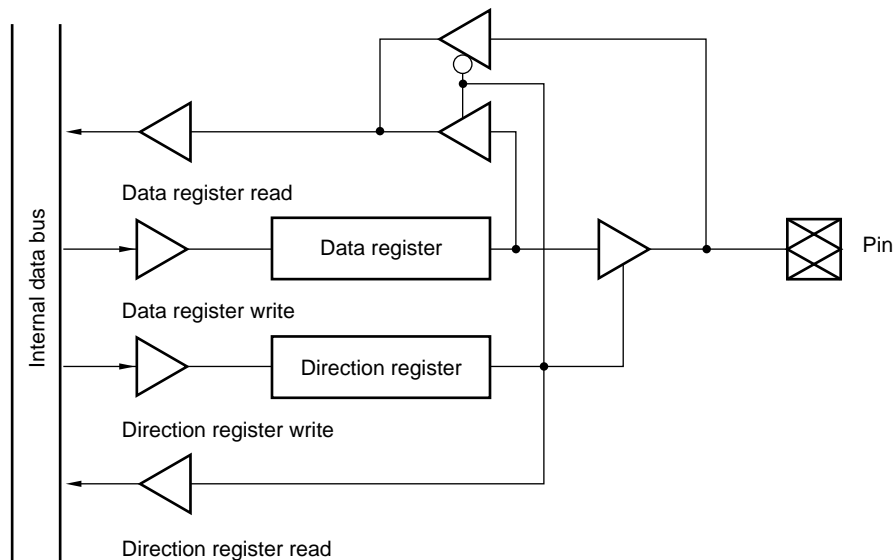 Internal data bus
Data register read
Data register
Pin
Data register write
Direction register
Direction register write
Direction register read